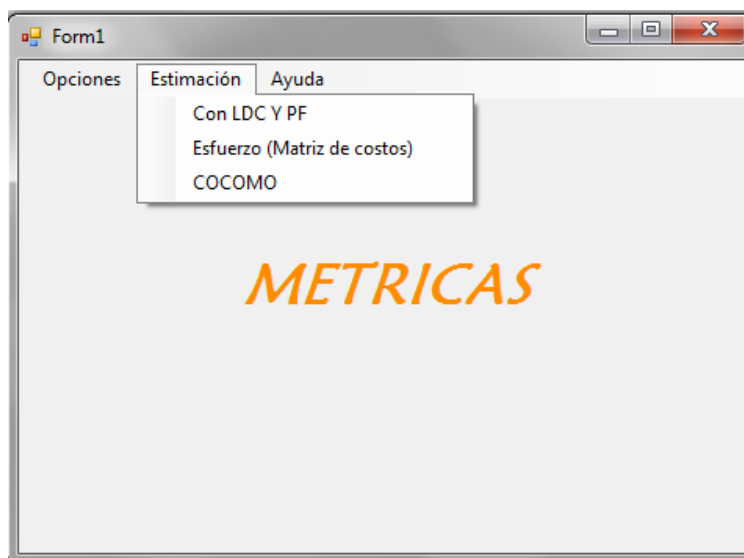 Form1
Opciones Estimación Ayuda
Con LDC Y PF
Esfuerzo (Matriz de costos)
COCOMO
METRICAS